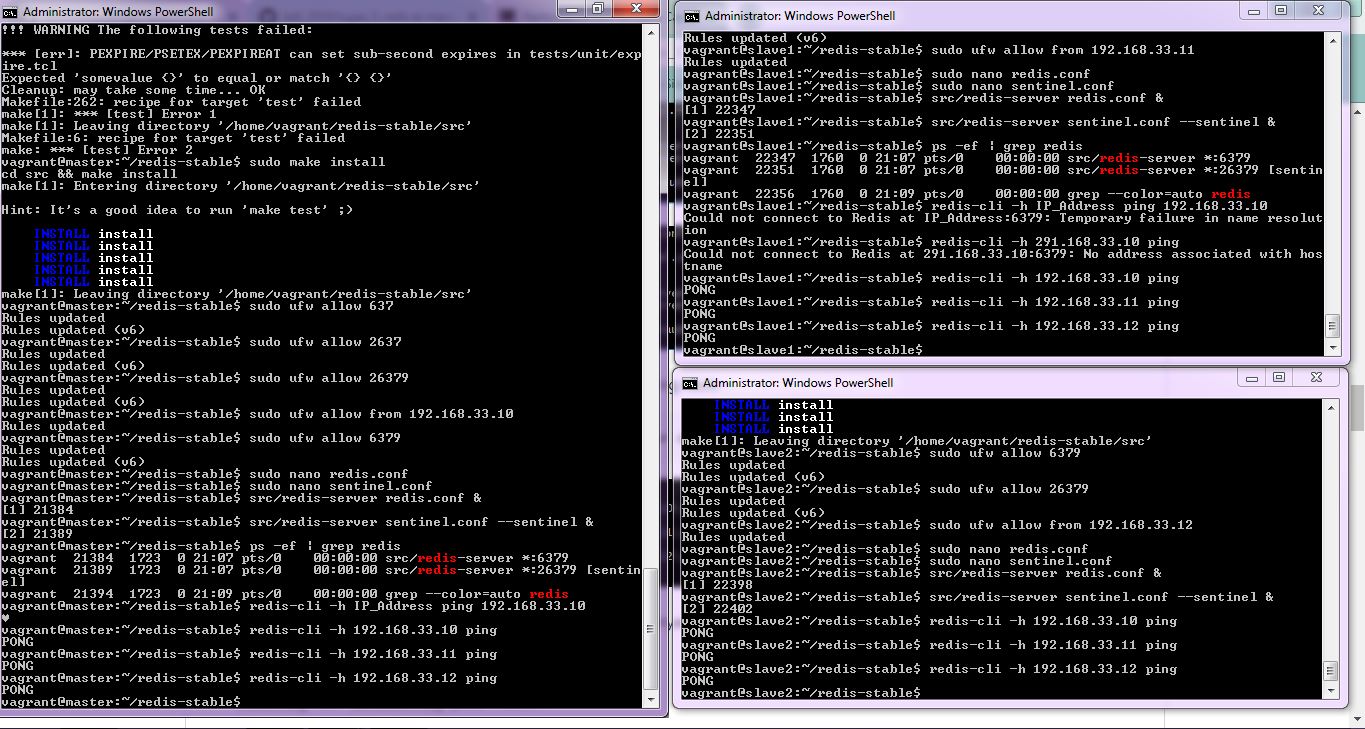 Administrator: Windows PowerShell
!!! WARNING The following tests failed:
*** [err]: PEXPIRE/PSETEX/PEXPIREAT can set sub-second expires in tests/unit/exp
ire.tcl
Expected 'somevalue {}' to equal or match '{} {}'
Cleanup: may take some time... OK
Makefile:262: recipe for target 'test' failed
make[1]: *** [test] Error 1
make[1]: Leaving directory '/home/vagrant/redis-stable/src'
Makefile:6: recipe for target 'test' failed
make: *** [test] Error 2
vagrant@master:~/redis-stable$ sudo make install
cd src && make install
make[1]: Entering directory '/home/vagrant/redis-stable/src'
Hint: It's a good idea to run 'make test' ;)
INSTALL install
INSTALL install
INSTALL install
INSTALL install
INSTALL install
make[1]: Leaving directory '/home/vagrant/redis-stable/src'
vagrant@master:~/redis-stable$ sudo ufw allow 637
Rules updated
Rules updated (v6)
vagrant@master:~/redis-stable$ sudo ufw allow 2637
Rules updated
Rules updated (v6)
vagrant@master:~/redis-stable$ sudo ufw allow 26379
Rules updated
Rules updated (v6)
vagrant@master:~/redis-stable$ sudo ufw allow from 192.168.33.10
Rules updated
vagrant@master:~/redis-stable$ sudo ufw allow 6379
Rules updated
Rules updated (v6)
vagrant@master:~/redis-stable$ sudo nano redis.conf
vagrant@master:~/redis-stable$ sudo nano sentinel.conf
vagrant@master:~/redis-stable$ src/redis-server redis.conf &
[1] 21384
vagrant@master:~/redis-stable$ src/redis-server sentinel.conf --sentinel &
[2] 21389
vagrant@master:~/redis-stable$ ps -ef | grep redis
vagrant  21384  1723  0 21:07 pts/0    00:00:00 src/redis-server *:6379
vagrant  21389  1723  0 21:07 pts/0    00:00:00 src/redis-server *:26379 [sentin
el]
vagrant  21394  1723  0 21:09 pts/0    00:00:00 grep --color=auto redis
vagrant@master:~/redis-stable$ redis-cli -h IP_Address ping 192.168.33.10
♥
vagrant@master:~/redis-stable$ redis-cli -h 192.168.33.10 ping
PONG
vagrant@master:~/redis-stable$ redis-cli -h 192.168.33.11 ping
PONG
vagrant@master:~/redis-stable$ redis-cli -h 192.168.33.12 ping
PONG
vagrant@master:~/redis-stable$
Administrator: Windows PowerShell
Rules updated (v6)
vagrant@slave1:~/redis-stable$ sudo ufw allow from 192.168.33.11
Rules updated
vagrant@slave1:~/redis-stable$ sudo nano redis.conf
vagrant@slave1:~/redis-stable$ sudo nano sentinel.conf
vagrant@slave1:~/redis-stable$ src/redis-server redis.conf &
[1] 22347
vagrant@slave1:~/redis-stable$ src/redis-server sentinel.conf --sentinel &
[2] 22351
vagrant@slave1:~/redis-stable$ ps -ef | grep redis
vagrant  22347  1760  0 21:07 pts/0    00:00:00 src/redis-server *:6379
vagrant  22351  1760  0 21:07 pts/0    00:00:00 src/redis-server *:26379 [sentin
el]
vagrant  22356  1760  0 21:09 pts/0    00:00:00 grep --color=auto redis
vagrant@slave1:~/redis-stable$ redis-cli -h IP_Address ping 192.168.33.10
Could not connect to Redis at IP_Address:6379: Temporary failure in name resolut
ion
vagrant@slave1:~/redis-stable$ redis-cli -h 291.168.33.10 ping
Could not connect to Redis at 291.168.33.10:6379: No address associated with hos
tname
vagrant@slave1:~/redis-stable$ redis-cli -h 192.168.33.10 ping
PONG
vagrant@slave1:~/redis-stable$ redis-cli -h 192.168.33.11 ping
PONG
vagrant@slave1:~/redis-stable$ redis-cli -h 192.168.33.12 ping
PONG
vagrant@slave1:~/redis-stable$
Administrator: Windows PowerShell
INSTALL install
INSTALL install
INSTALL install
make[1]: Leaving directory '/home/vagrant/redis-stable/src'
vagrant@slave2:~/redis-stable$ sudo ufw allow 6379
Rules updated
Rules updated (v6)
vagrant@slave2:~/redis-stable$ sudo ufw allow 26379
Rules updated
Rules updated (v6)
vagrant@slave2:~/redis-stable$ sudo ufw allow from 192.168.33.12
Rules updated
vagrant@slave2:~/redis-stable$ sudo nano redis.conf
vagrant@slave2:~/redis-stable$ sudo nano sentinel.conf
vagrant@slave2:~/redis-stable$ src/redis-server redis.conf &
[1] 22398
vagrant@slave2:~/redis-stable$ src/redis-server sentinel.conf --sentinel &
[2] 22402
vagrant@slave2:~/redis-stable$ redis-cli -h 192.168.33.10 ping
PONG
vagrant@slave2:~/redis-stable$ redis-cli -h 192.168.33.11 ping
PONG
vagrant@slave2:~/redis-stable$ redis-cli -h 192.168.33.12 ping
PONG
vagrant@slave2:~/redis-stable$